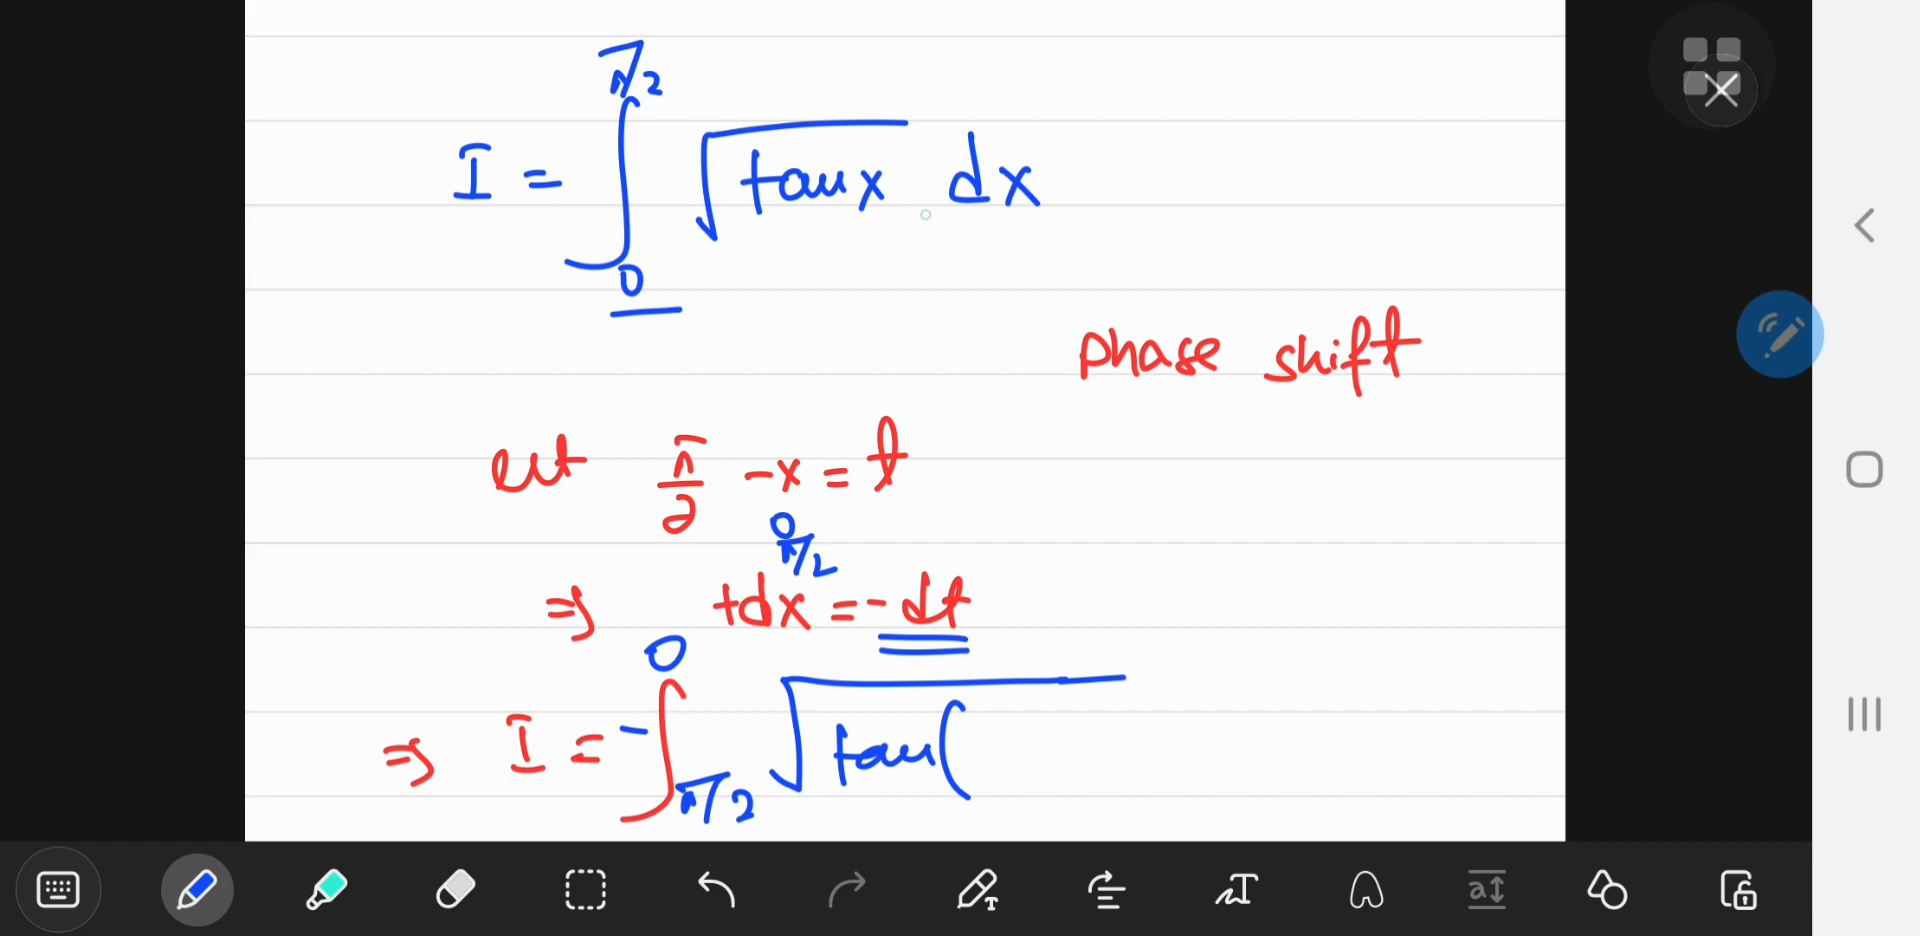 I = ∫₀^{π/2} √(tan x) dx
phase shift
let π/2 - x = t
0
π/2
⇒ +dx = -dt
⇒ I = -∫_{π/2}^{0} √(tan(